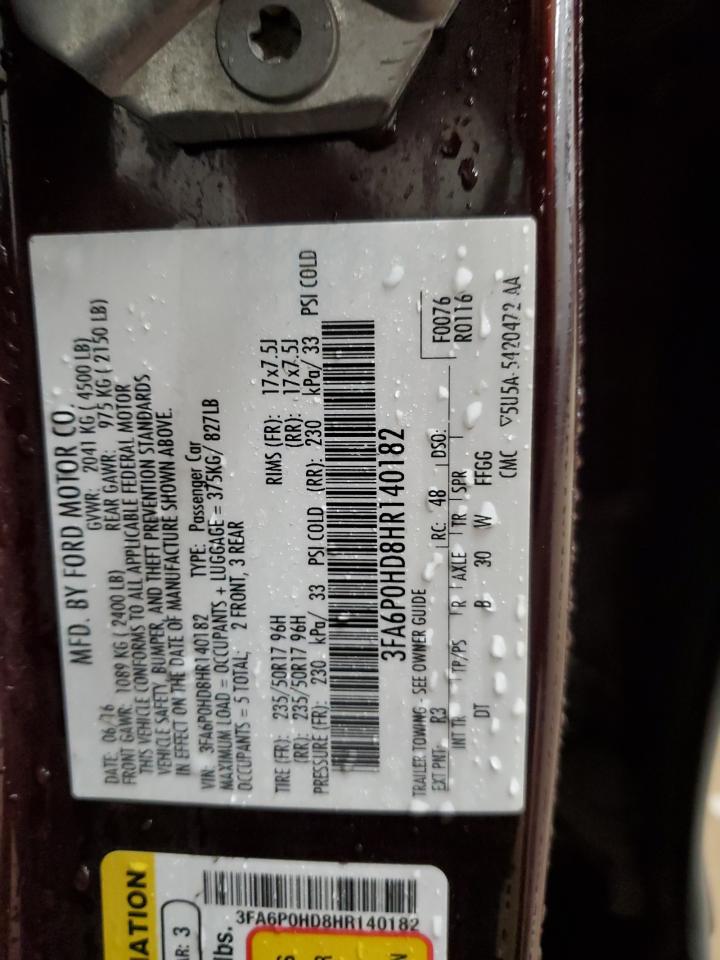 MFD. BY FORD MOTOR CO.
DATE: 06/16 GVWR: 2041 KG ( 4500 LB)
FRONT GAWR: 1089 KG ( 2400 LB) REAR GAWR: 975 KG ( 2150 LB)
THIS VEHICLE CONFORMS TO ALL APPLICABLE FEDERAL MOTOR
VEHICLE SAFETY, BUMPER, AND THEFT PREVENTION STANDARDS
IN EFFECT ON THE DATE OF MANUFACTURE SHOWN ABOVE.
VIN: 3FA6P0HD8HR140182 TYPE: Passenger Car
MAXIMUM LOAD = OCCUPANTS + LUGGAGE = 375KG/ 827LB
OCCUPANTS = 5 TOTAL; 2 FRONT, 3 REAR
TIRE (FR): 235/50R17 96H RIMS (FR): 17x7.5J
(RR): 235/50R17 96H (RR): 17x7.5J
PRESSURE (FR): 230 kPa/ 33 PSI COLD (RR): 230 kPa/ 33 PSI COLD
3FA6P0HD8HR140182
TRAILER TOWING - SEE OWNER GUIDE F0076
EXT PNT: R3 RC: 48 DSO: R0116
INT TR TP/PS R AXLE TR SPR
DT B 30 W FFGG
CMC ▽5U5A-5420472 AA
3FA6P0HD8HR140182
AR: 3
lbs.